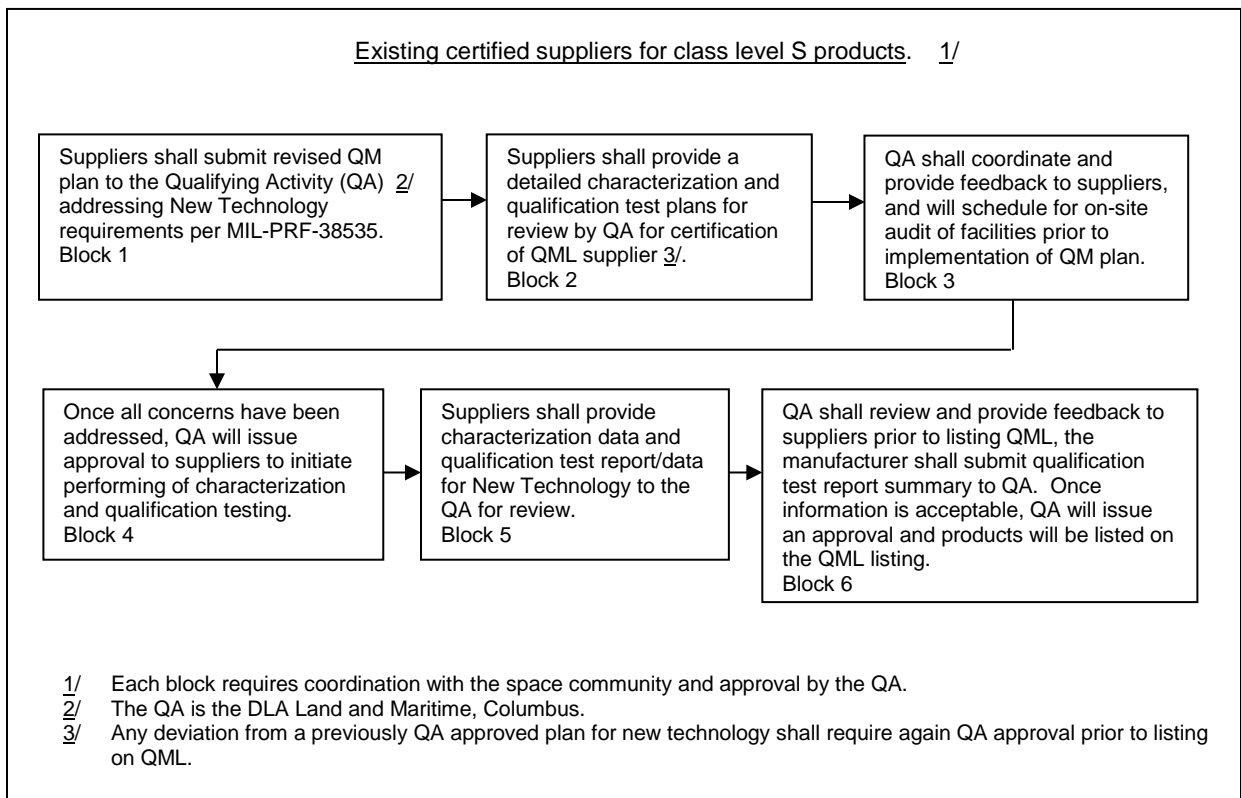 Existing certified suppliers for class level S products. 1/
Suppliers shall submit revised QM
plan to the Qualifying Activity (QA) 2/
addressing New Technology
requirements per MIL-PRF-38535.
Block 1
Suppliers shall provide a
detailed characterization and
qualification test plans for
review by QA for certification
of QML supplier 3/.
Block 2
QA shall coordinate and
provide feedback to suppliers,
and will schedule for on-site
audit of facilities prior to
implementation of QM plan.
Block 3
Once all concerns have been
addressed, QA will issue
approval to suppliers to initiate
performing of characterization
and qualification testing.
Block 4
Suppliers shall provide
characterization data and
qualification test report/data
for New Technology to the
QA for review.
Block 5
QA shall review and provide feedback to
suppliers prior to listing QML, the
manufacturer shall submit qualification
test report summary to QA. Once
information is acceptable, QA will issue
an approval and products will be listed on
the QML listing.
Block 6
1/ Each block requires coordination with the space community and approval by the QA.
2/ The QA is the DLA Land and Maritime, Columbus.
3/ Any deviation from a previously QA approved plan for new technology shall require again QA approval prior to listing
on QML.